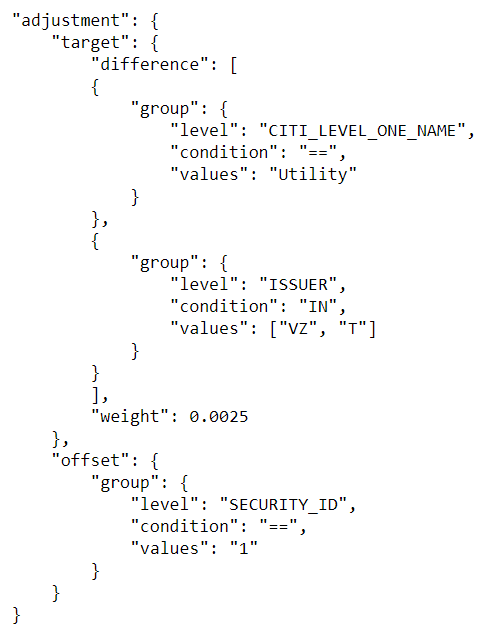 "adjustment": {
    "target": {
        "difference": [
        {
            "group": {
                "level": "CITI_LEVEL_ONE_NAME",
                "condition": "==",
                "values": "Utility"
            }
        },
        {
            "group": {
                "level": "ISSUER",
                "condition": "IN",
                "values": ["VZ", "T"]
            }
        }
        ],
        "weight": 0.0025
    },
    "offset": {
        "group": {
            "level": "SECURITY_ID",
            "condition": "==",
            "values": "1"
        }
    }
}